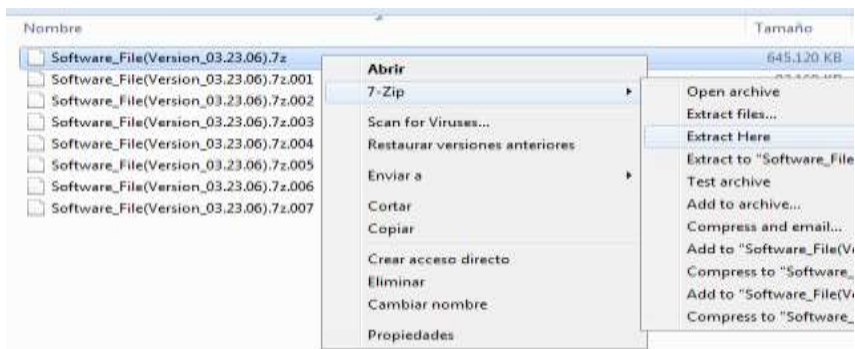 Nombre
Tamaño
Software_File(Version_03.23.06).7z
645.120 KB
Software_File(Version_03.23.06).7z.001
Software_File(Version_03.23.06).7z.002
Software_File(Version_03.23.06).7z.003
Software_File(Version_03.23.06).7z.004
Software_File(Version_03.23.06).7z.005
Software_File(Version_03.23.06).7z.006
Software_File(Version_03.23.06).7z.007
Abrir
7-Zip
Scan for Viruses...
Restaurar versiones anteriores
Enviar a
Cortar
Copiar
Crear acceso directo
Eliminar
Cambiar nombre
Propiedades
Open archive
Extract files...
Extract Here
Extract to "Software_File
Test archive
Add to archive...
Compress and email...
Add to "Software_File(Ve
Compress to "Software_
Add to "Software_File(Ve
Compress to "Software_